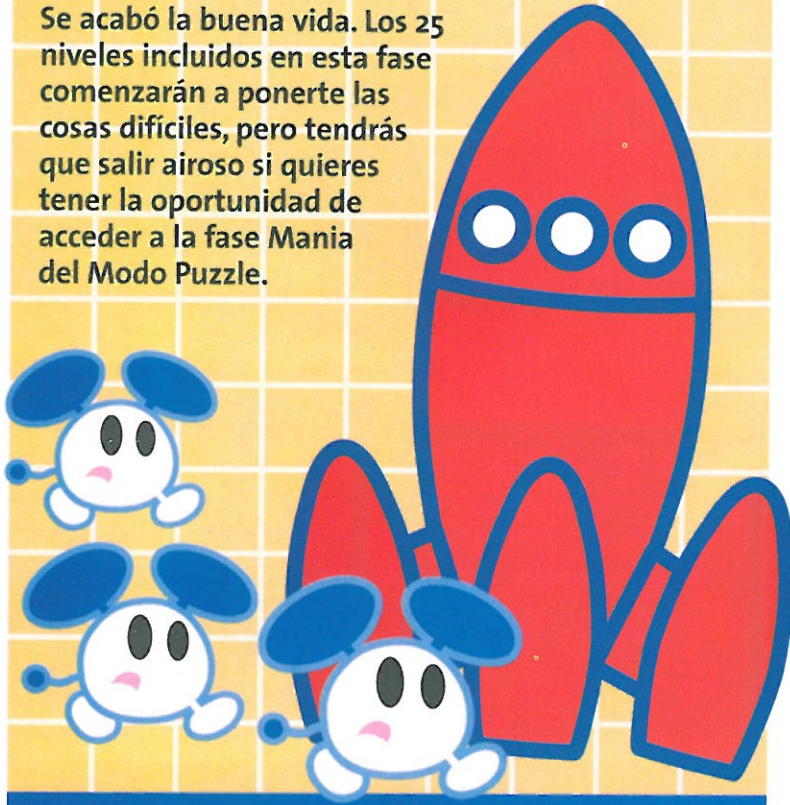 Se acabó la buena vida. Los 25
niveles incluidos en esta fase
comenzarán a ponerte las
cosas difíciles, pero tendrás
que salir airoso si quieres
tener la oportunidad de
acceder a la fase Mania
del Modo Puzzle.